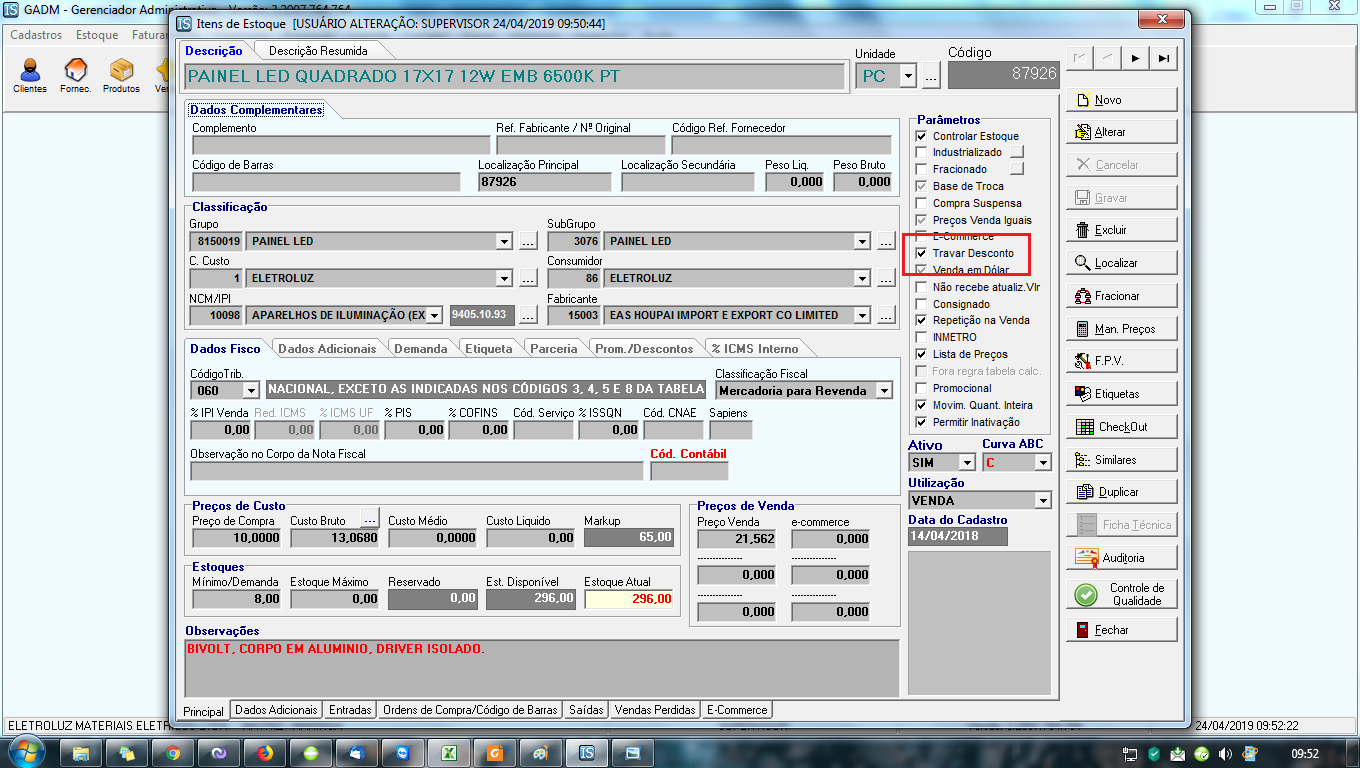 GADM - Gerenciador Administrativo - Versão: 3.2007.764.764
Cadastros Estoque Faturar
Clientes Fornec. Produtos
Itens de Estoque [USUÁRIO ALTERAÇÃO: SUPERVISOR 24/04/2019 09:50:44]
Descrição Descrição Resumida
Unidade Código
PAINEL LED QUADRADO 17X17 12W EMB 6500K PT PC ... 87926
Dados Complementares
Complemento Ref. Fabricante / Nº Original Código Ref. Fornecedor
Código de Barras Localização Principal Localização Secundária Peso Liq. Peso Bruto
87926 0,000 0,000
Classificação
Grupo SubGrupo
8150019 PAINEL LED ... 3076 PAINEL LED ...
C. Custo Consumidor
1 ELETROLUZ ... 86 ELETROLUZ ...
NCM/IPI Fabricante
10098 APARELHOS DE ILUMINAÇÃO (EX 9405.10.93 ... 15003 EAS HOUPAI IMPORT E EXPORT CO LIMITED ...
Dados Fisco Dados Adicionais Demanda Etiqueta Parceria Prom./Descontos % ICMS Interno
CódigoTrib. Classificação Fiscal
060 NACIONAL, EXCETO AS INDICADAS NOS CÓDIGOS 3, 4, 5 E 8 DA TABELA Mercadoria para Revenda
% IPI Venda Red. ICMS % ICMS UF % PIS % COFINS Cód. Serviço % ISSQN Cód. CNAE Sapiens
0,00 0,00 0,00 0,00 0,00 0,00
Observação no Corpo da Nota Fiscal Cód. Contábil
Preços de Custo
Preço de Compra Custo Bruto ... Custo Médio Custo Liquido Markup
10,0000 13,0680 0,0000 0,00 65,00
Preços de Venda
Preço Venda e-commerce
21,562 0,000
--------------- ---------------
0,000 0,000
--------------- ---------------
0,000 0,000
Estoques
Mínimo/Demanda Estoque Máximo Reservado Est. Disponível Estoque Atual
8,00 0,00 0,00 296,00 296,00
Observações
BIVOLT, CORPO EM ALUMINIO, DRIVER ISOLADO.
Principal Dados Adicionais Entradas Ordens de Compra/Código de Barras Saídas Vendas Perdidas E-Commerce
Parâmetros
Controlar Estoque
Industrializado
Fracionado
Base de Troca
Compra Suspensa
Preços Venda Iguais
E-Commerce
Travar Desconto
Venda em Dólar
Não recebe atualiz.Vlr
Consignado
Repetição na Venda
INMETRO
Lista de Preços
Fora regra tabela calc.
Promocional
Movim. Quant. Inteira
Permitir Inativação
Ativo Curva ABC
SIM C
Utilização
VENDA
Data do Cadastro
14/04/2018
Novo
Alterar
Cancelar
Gravar
Excluir
Localizar
Fracionar
Man. Preços
F.P.V.
Etiquetas
CheckOut
Similares
Duplicar
Ficha Técnica
Auditoria
Controle de
Qualidade
Fechar
ELETROLUZ MATERIAIS 24/04/2019 09:52:22
09:52